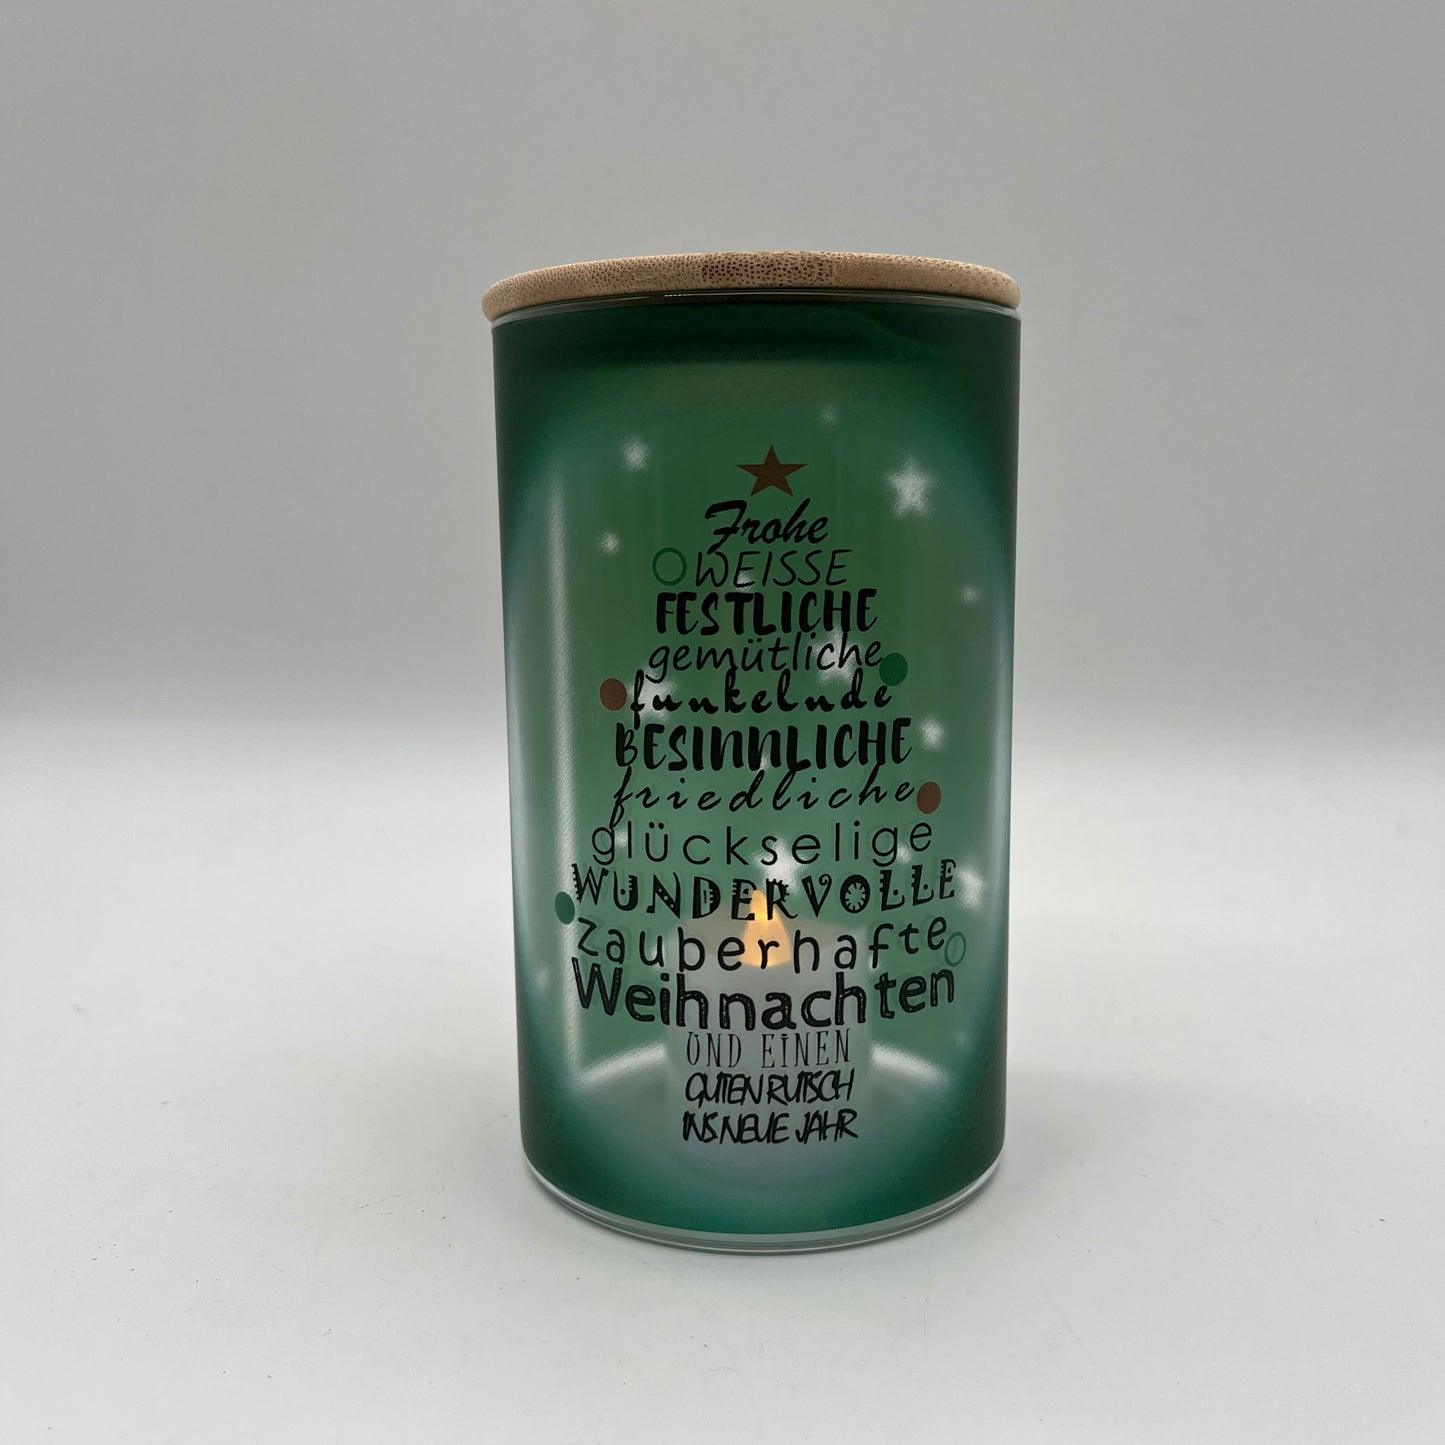 Frohe
WEISSE
FESTLICHE
gemütliche
funkelnde
BESINNLICHE
friedliche
glückselige
WUNDERVOLLE
zauberhafte
Weihnachten
UND EINEN
GUTEN RUTSCH
INS NEUE JAHR